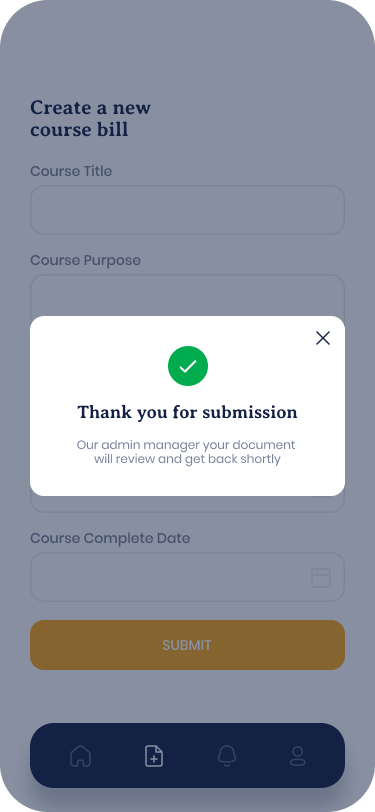 Create a new
course bill
Course Title
Course Purpose
Thank you for submission
Our admin manager your document
will review and get back shortly
Course Complete Date
SUBMIT